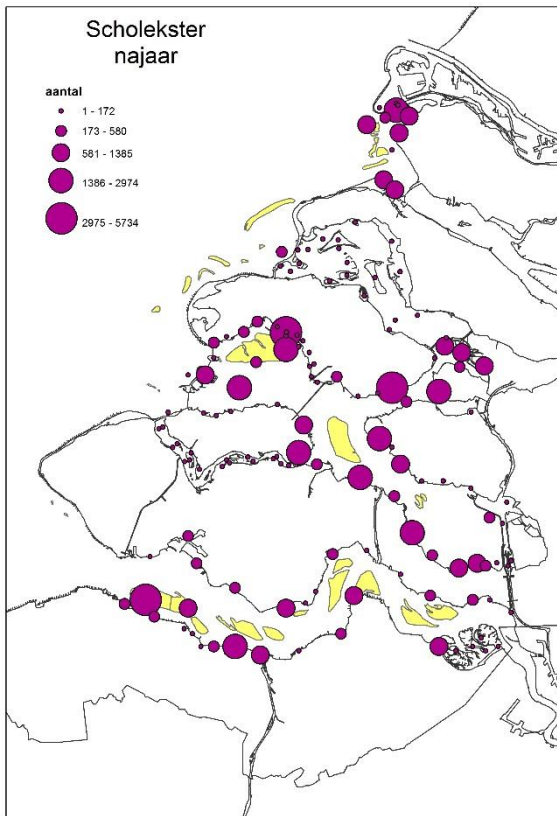 Scholekster
najaar
aantal
1 - 172
173 - 580
581 - 1385
1386 - 2974
2975 - 5734